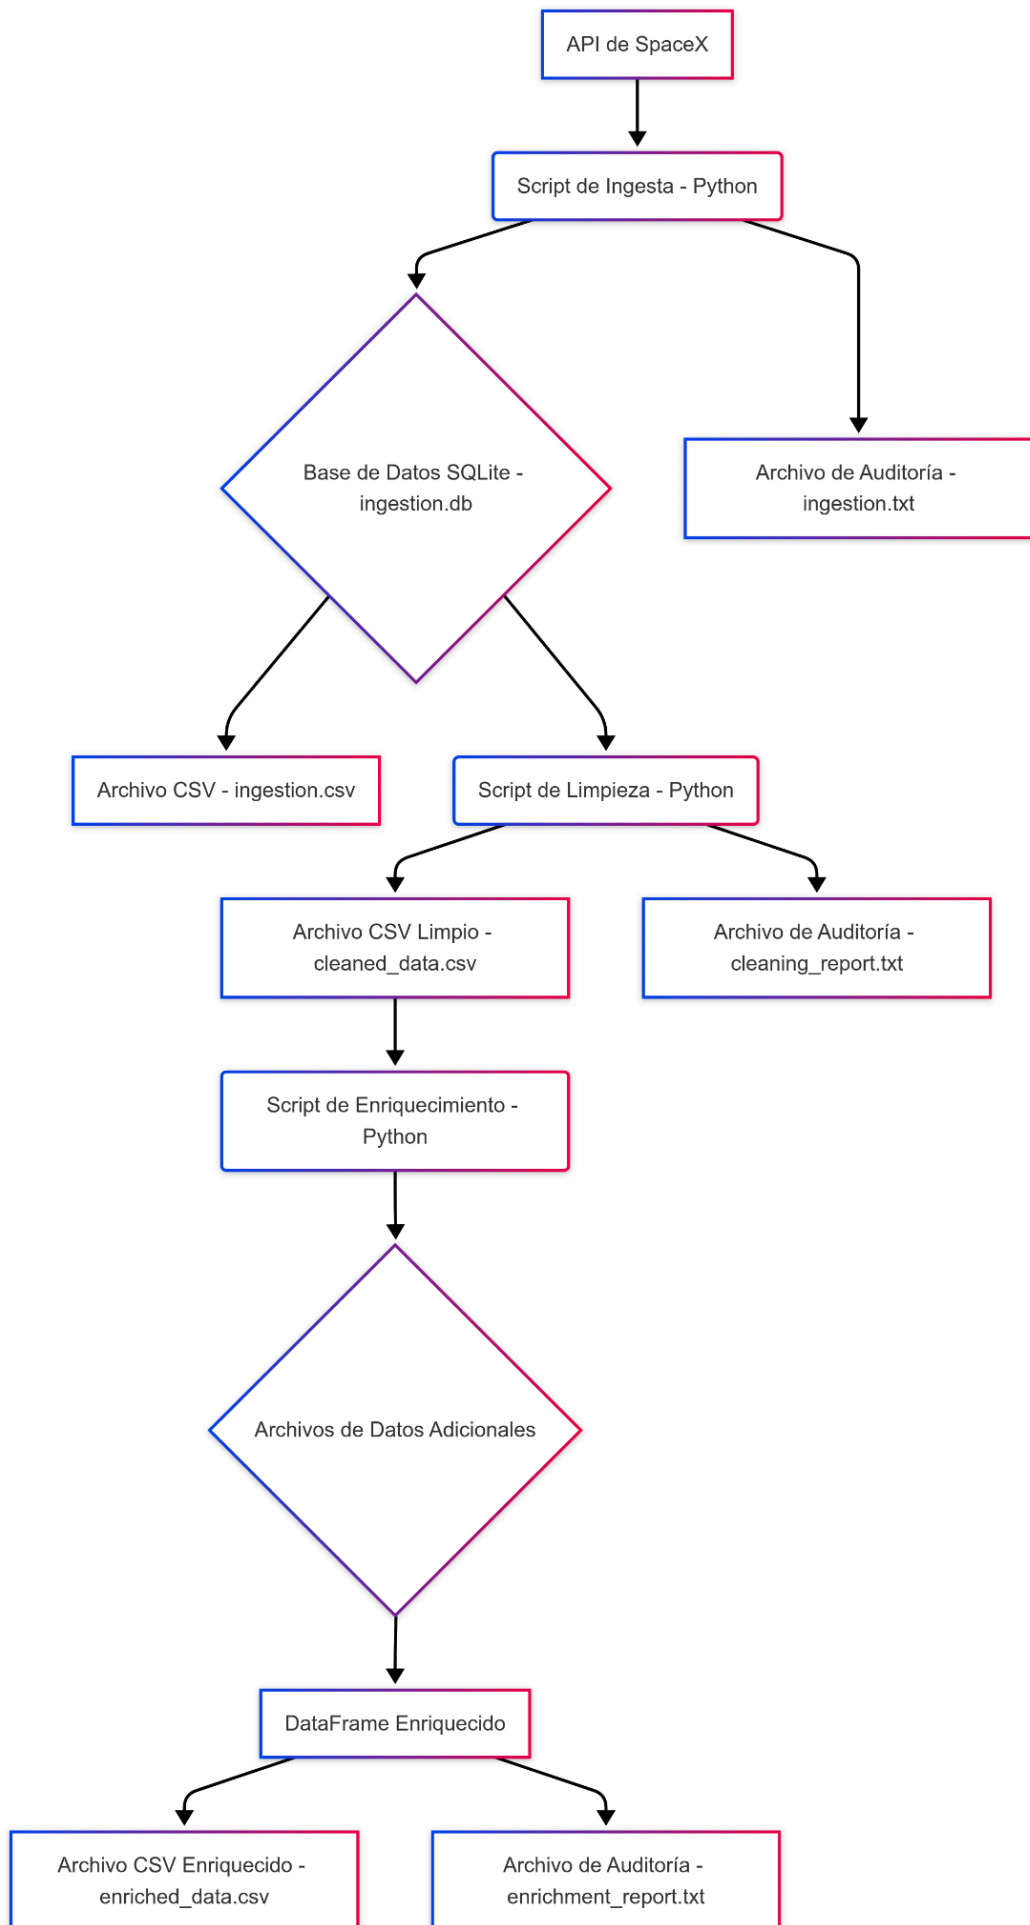 API de SpaceX
Script de Ingesta - Python
Base de Datos SQLite -
ingestion.db
Archivo de Auditoría -
ingestion.txt
Archivo CSV - ingestion.csv
Script de Limpieza - Python
Archivo CSV Limpio -
cleaned_data.csv
Archivo de Auditoría -
cleaning_report.txt
Script de Enriquecimiento -
Python
Archivos de Datos Adicionales
DataFrame Enriquecido
Archivo CSV Enriquecido -
enriched_data.csv
Archivo de Auditoría -
enrichment_report.txt